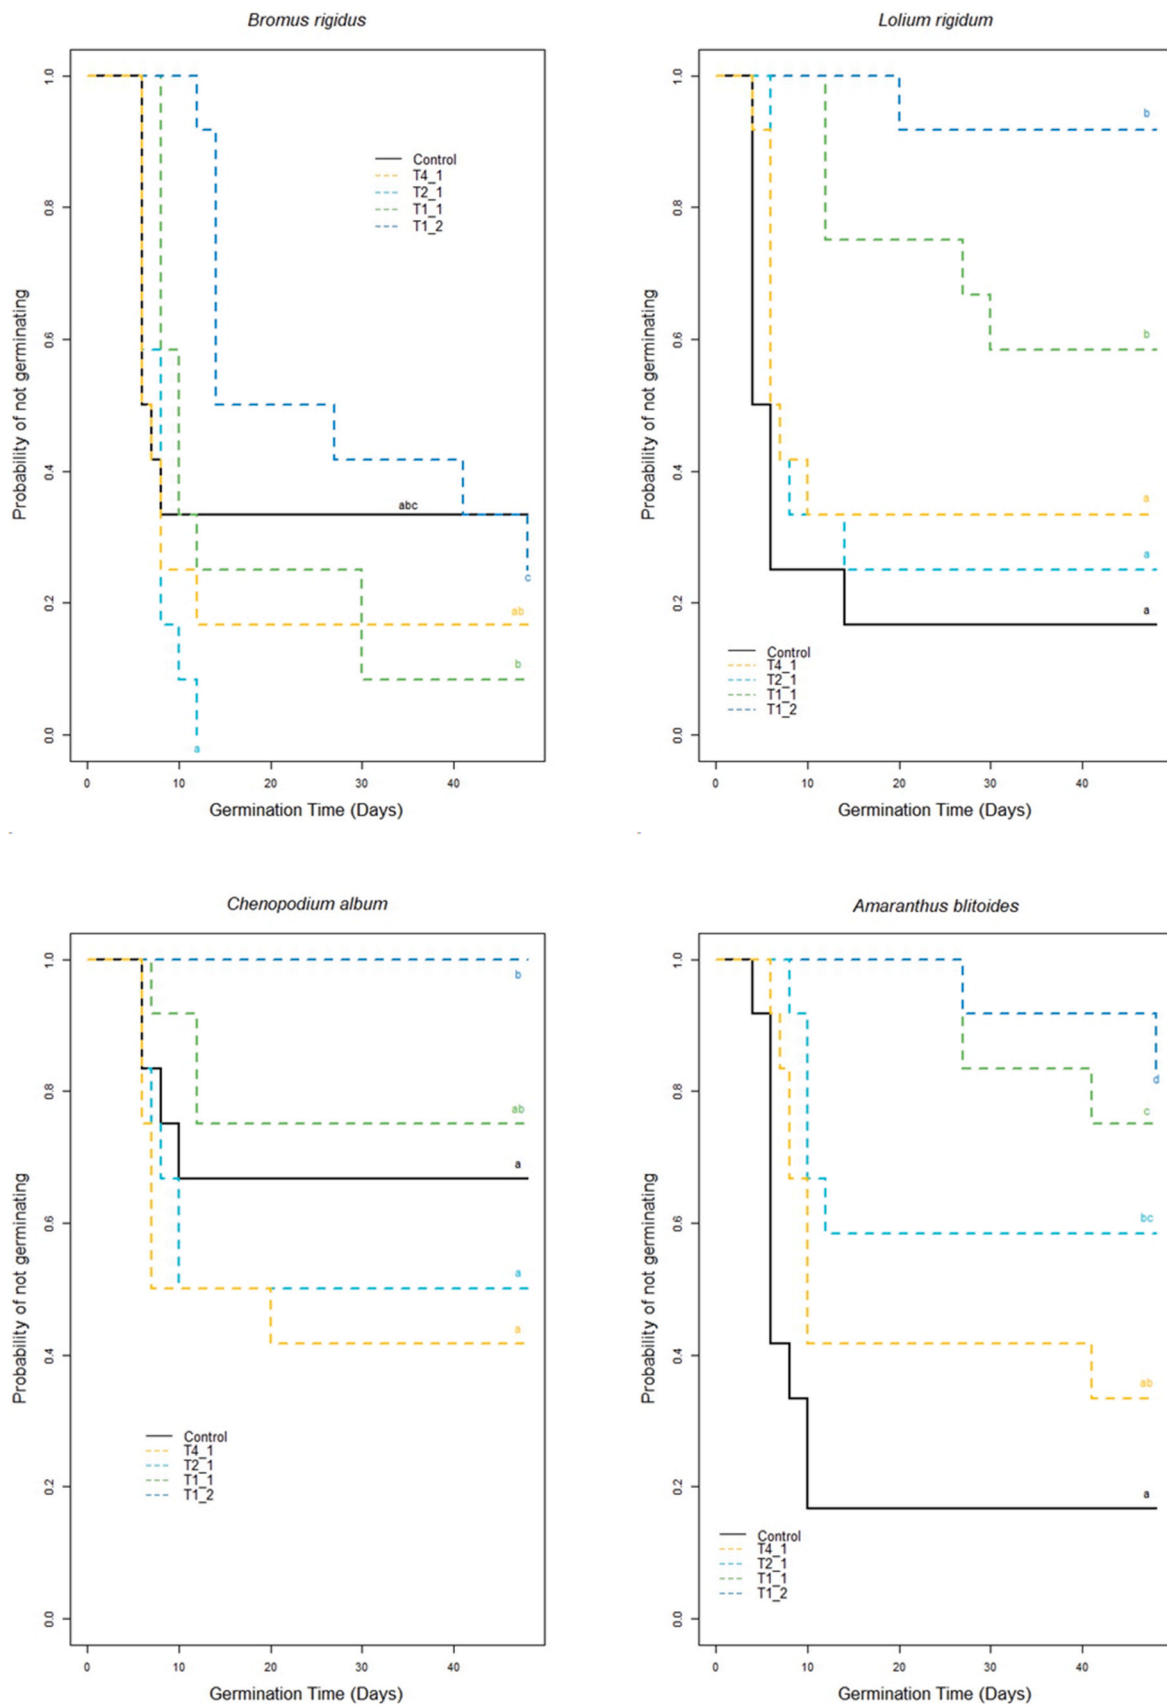 Bromus rigidus
Probability of not germinating
1.0
0.8
0.6
0.4
0.2
0.0
Control
T4_1
T2_1
T1_1
T1_2
abc
c
ab
b
a
0 10 20 30 40
Germination Time (Days)
Lolium rigidum
Probability of not germinating
1.0
0.8
0.6
0.4
0.2
0.0
b
b
a
a
a
Control
T4_1
T2_1
T1_1
T1_2
0 10 20 30 40
Germination Time (Days)
Chenopodium album
Probability of not germinating
1.0
0.8
0.6
0.4
0.2
0.0
b
ab
a
a
a
Control
T4_1
T2_1
T1_1
T1_2
0 10 20 30 40
Germination Time (Days)
Amaranthus blitoides
Probability of not germinating
1.0
0.8
0.6
0.4
0.2
0.0
d
c
bc
ab
a
Control
T4_1
T2_1
T1_1
T1_2
0 10 20 30 40
Germination Time (Days)